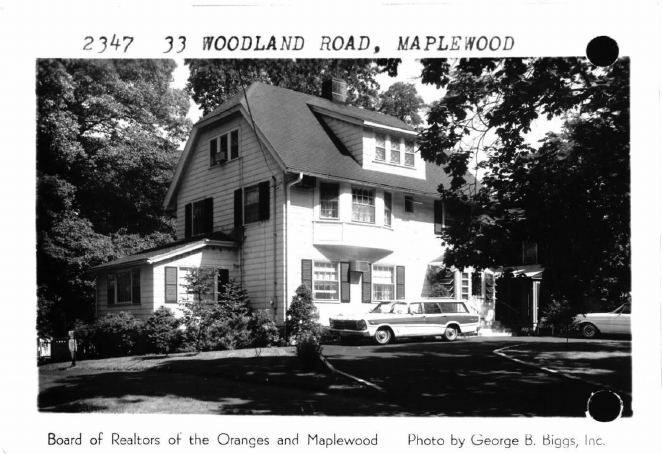 2347 33 WOODLAND ROAD, MAPLEWOOD
Board of Realtors of the Oranges and Maplewood Photo by George B. Biggs, Inc.